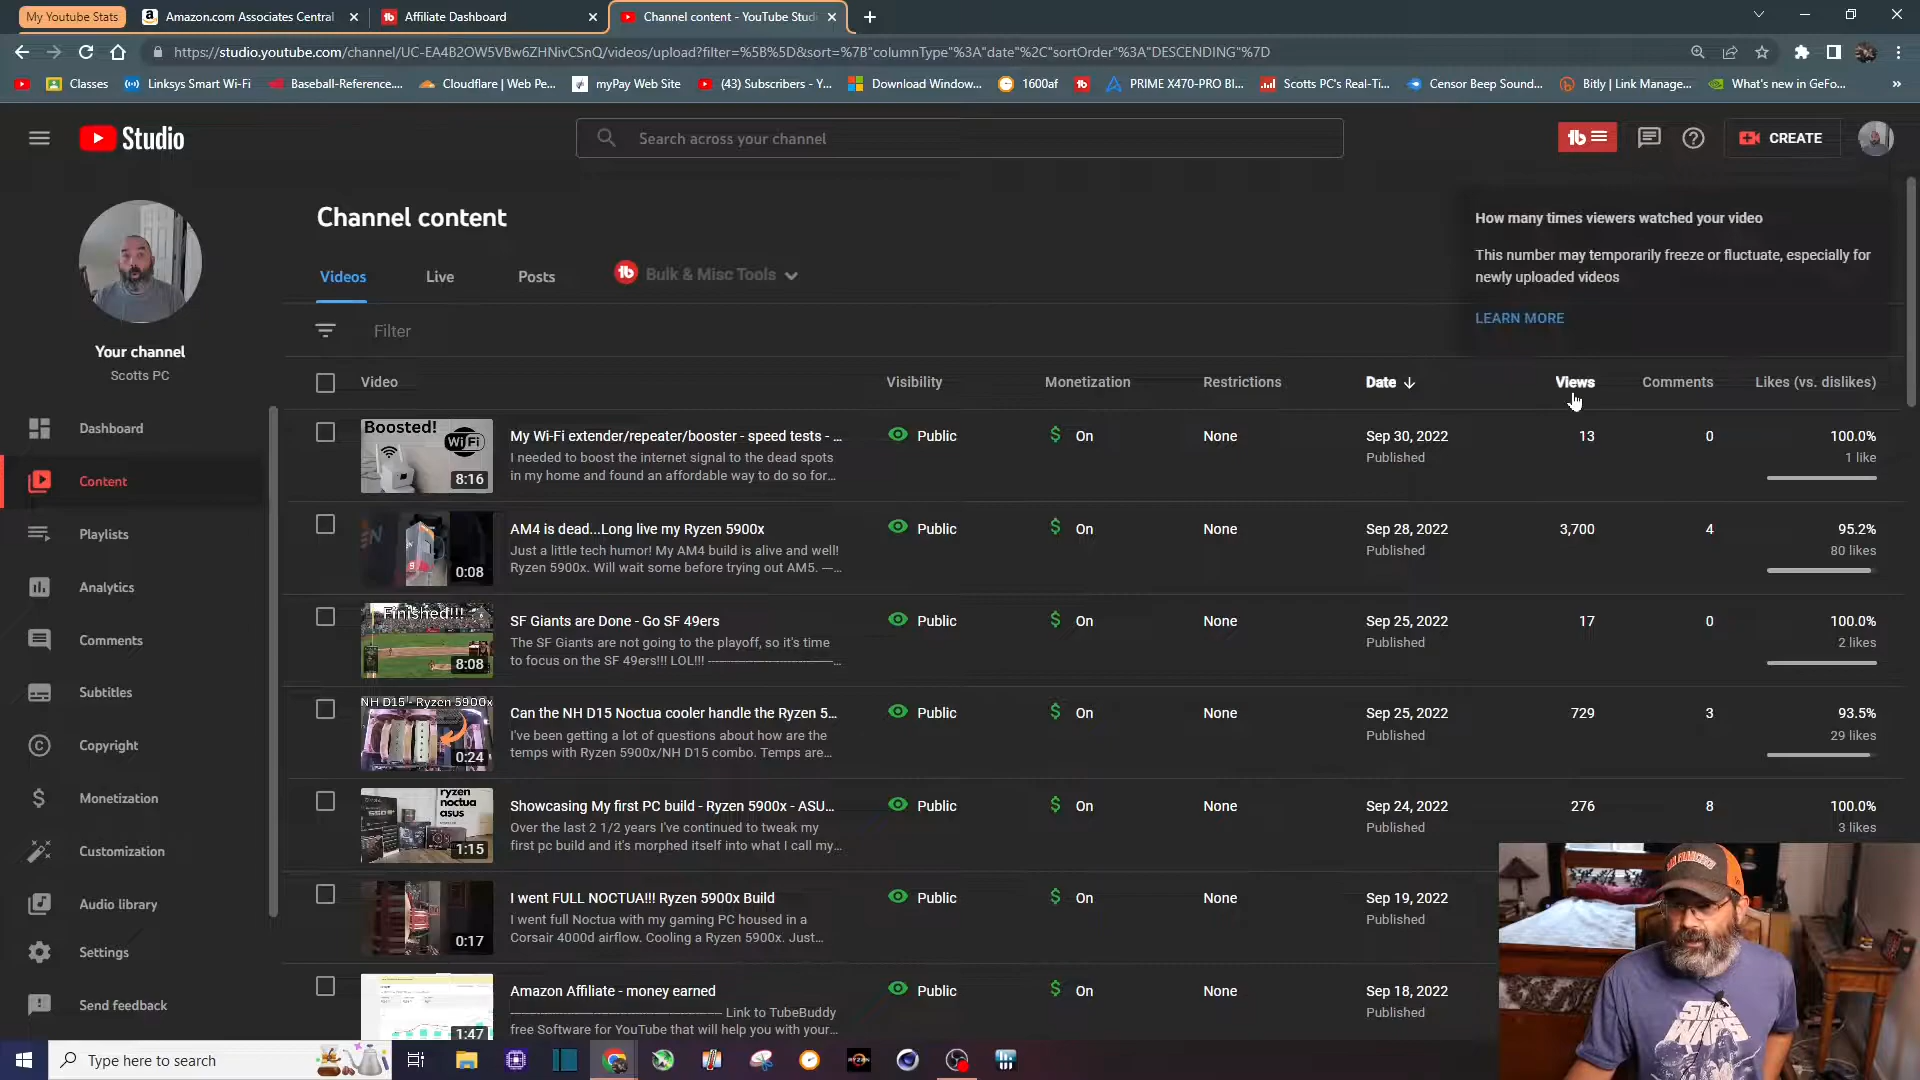 My Youtube Stats
Amazon.com Associates Central
Affiliate Dashboard
Channel content - YouTube Studi
https://studio.youtube.com/channel/UC-EA4B2OW5VBw6ZHNivCSnQ/videos/upload?filter=%5B%5D&sort=%7B"columnType"%3A"date"%2C"sortOrder"%3A"DESCENDING"%7D
Classes
Linksys Smart Wi-Fi
Baseball-Reference....
Cloudflare | Web Pe...
myPay Web Site
(43) Subscribers - Y...
Download Window...
1600af
PRIME X470-PRO BI...
Scotts PC's Real-Ti...
Censor Beep Sound...
Bitly | Link Manage...
What's new in GeFo...
Studio
Search across your channel
CREATE
How many times viewers watched your video
This number may temporarily freeze or fluctuate, especially for
newly uploaded videos
LEARN MORE
Channel content
Videos
Live
Posts
Bulk & Misc Tools
Filter
Your channel
Scotts PC
Dashboard
Content
Playlists
Analytics
Comments
Subtitles
Copyright
Monetization
Customization
Audio library
Settings
Send feedback
Video Visibility Monetization Restrictions Date Views Comments Likes (vs. dislikes)
Boosted!
WiFi
8:16
My Wi-Fi extender/repeater/booster - speed tests - ...
I needed to boost the internet signal to the dead spots
in my home and found an affordable way to do so for...
Public On None Sep 30, 2022 13 0 100.0%
Published 1 like
0:08
AM4 is dead...Long live my Ryzen 5900x
Just a little tech humor! My AM4 build is alive and well!
Ryzen 5900x. Will wait some before trying out AM5. —...
Public On None Sep 28, 2022 3,700 4 95.2%
Published 80 likes
Finished!!!
8:08
SF Giants are Done - Go SF 49ers
The SF Giants are not going to the playoff, so it's time
to focus on the SF 49ers!!! LOL!!! ----------------------------...
Public On None Sep 25, 2022 17 0 100.0%
Published 2 likes
NH D15 - Ryzen 5900x
0:24
Can the NH D15 Noctua cooler handle the Ryzen 5...
I've been getting a lot of questions about how are the
temps with Ryzen 5900x/NH D15 combo. Temps are...
Public On None Sep 25, 2022 729 3 93.5%
Published 29 likes
ryzen
noctua
asus
1:15
Showcasing My first PC build - Ryzen 5900x - ASU...
Over the last 2 1/2 years I've continued to tweak my
first pc build and it's morphed itself into what I call my...
Public On None Sep 24, 2022 276 8 100.0%
Published 3 likes
0:17
I went FULL NOCTUA!!! Ryzen 5900x Build
I went full Noctua with my gaming PC housed in a
Corsair 4000d airflow. Cooling a Ryzen 5900x. Just...
Public On None Sep 19, 2022
Published
1:47
Amazon Affiliate - money earned
------------------------------------------------ Link to TubeBuddy
free Software for YouTube that will help you with your...
Public On None Sep 18, 2022
Published
SAN FRANCISCO
STAR
WARS
Type here to search
RYZEN